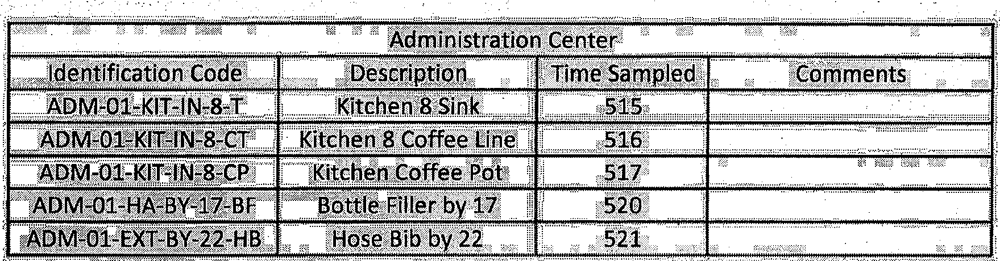 Administration Center
Identification Code Description Time Sampled Comments
ADM-01-KIT-IN-8-T Kitchen 8 Sink 515
ADM-01-KIT-IN-8-CT Kitchen 8 Coffee Line 516
ADM-01-KIT-IN-8-CP Kitchen Coffee Pot 517
ADM-01-HA-BY-17-BF Bottle Filler by 17 520
ADM-01-EXT-BY-22-HB Hose Bib by 22 521